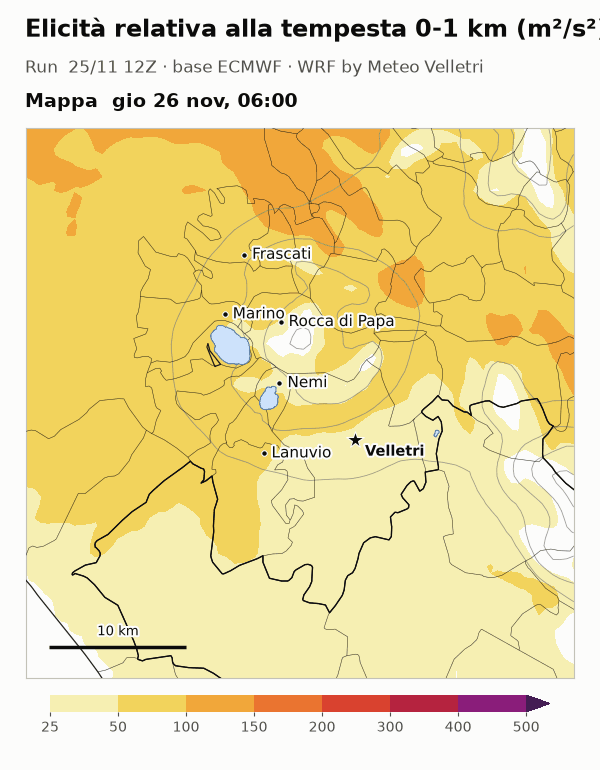 Elicità relativa alla tempesta 0-1 km (m²/s²)
Run  25/11 12Z · base ECMWF · WRF by Meteo Velletri
Mappa  gio 26 nov, 06:00
Frascati
Marino
Rocca di Papa
Nemi
Velletri
Lanuvio
10 km
25 50 100 150 200 300 400 500